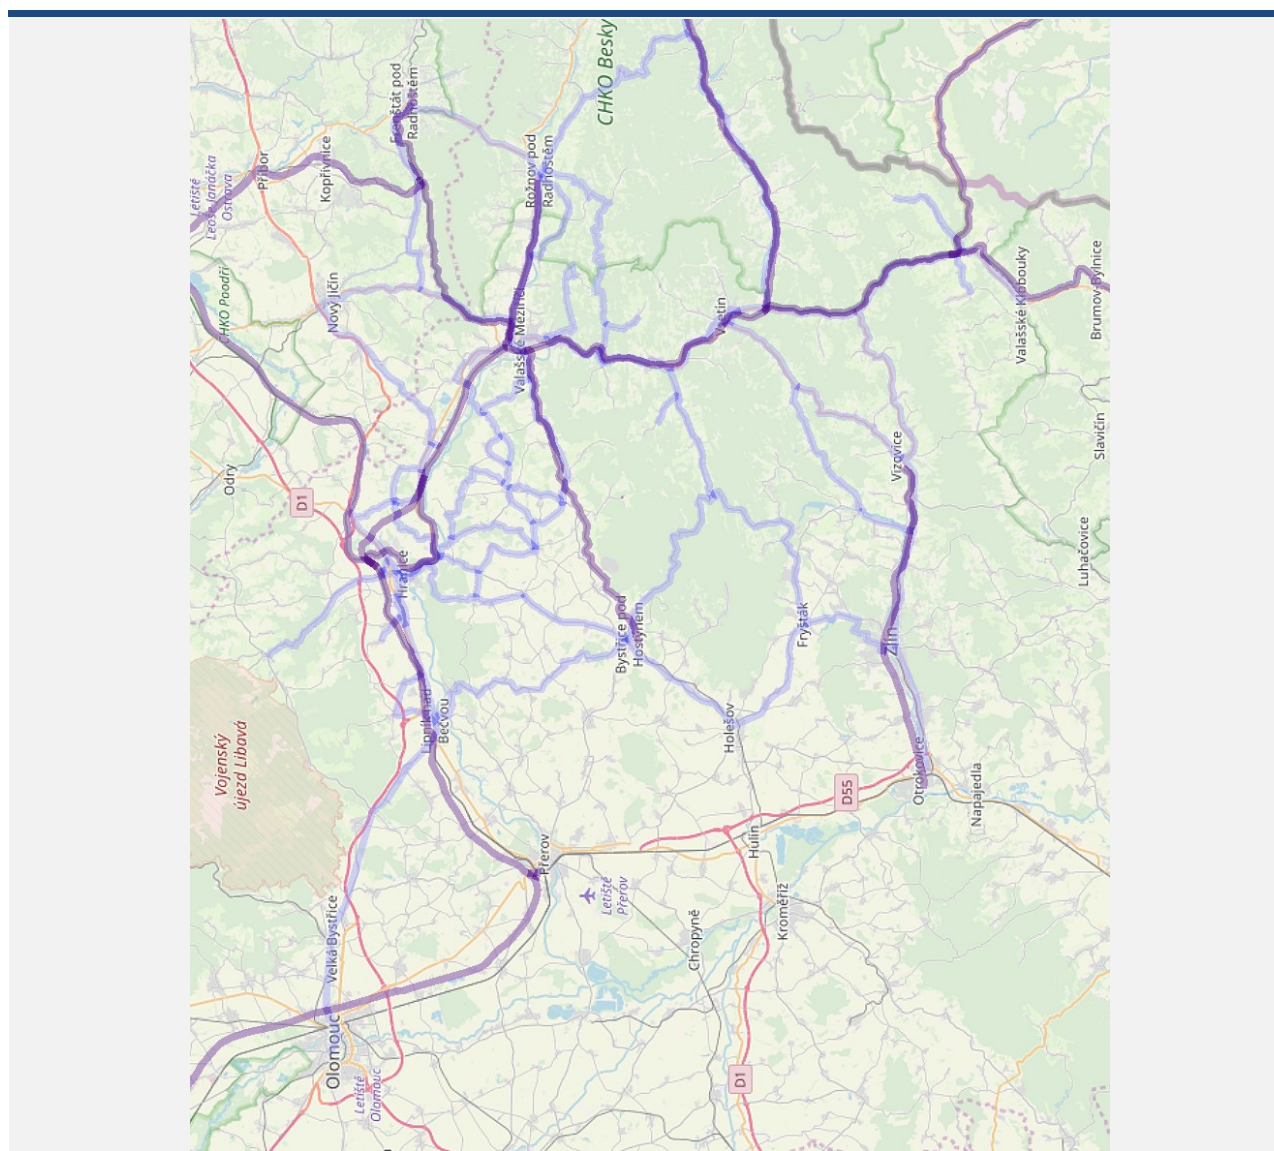 Letiště
Leoše Janáčka
Ostrava
Vojenský
újezd Libavá
CHKO Poodří
Odry
Příbor
D1
Olomouc
Velká Bystřice
Nový Jičín
Kopřivnice
Letiště
Olomouc
Hranice
Frenštát pod
Radhoštěm
Lipník nad
Bečvou
Valašské Meziříčí
Rožnov pod
Radhoštěm
Přerov
Letiště
Přerov
CHKO Besky
Bystřice pod
Hostýnem
Chropyně
Holešov
Vsetín
D1
Hulín
Kroměříž
Fryšták
D55
Zlín
Vizovice
Otrokovice
Napajedla
Valašské Klobouky
Luhačovice
Slavičín
Brumov-Bylnice